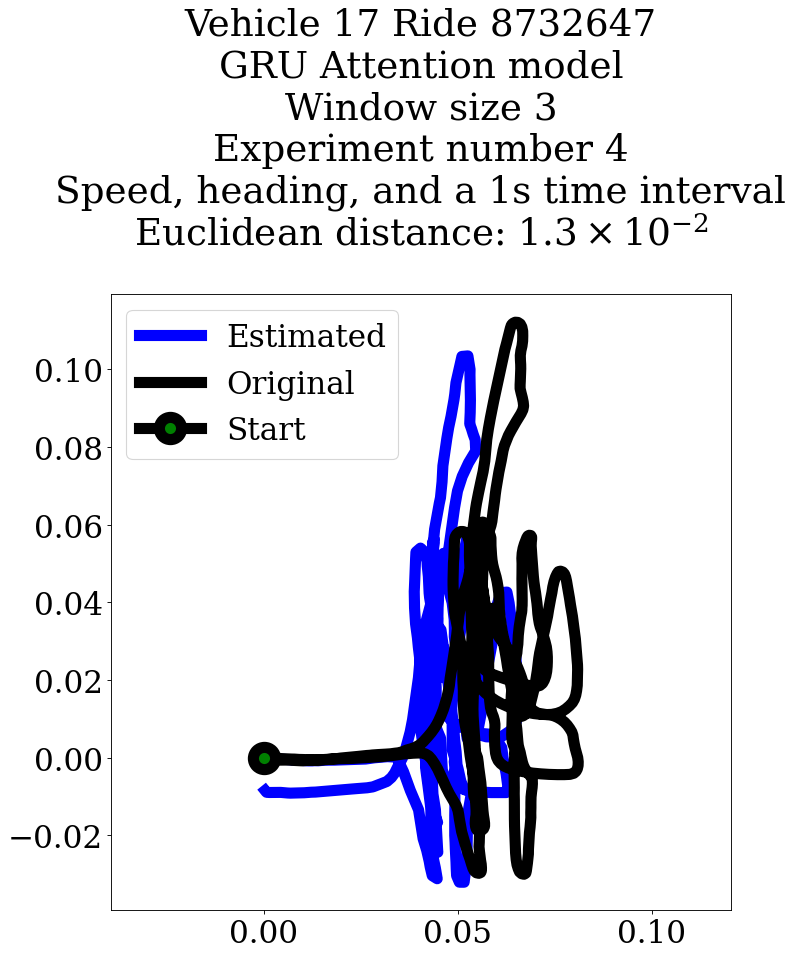 Vehicle 17 Ride 8732647
GRU Attention model
Window size 3
Experiment number 4
Speed, heading, and a 1s time interval
Euclidean distance: 1.3 × 10⁻²
Estimated
Original
Start
0.10
0.08
0.06
0.04
0.02
0.00
−0.02
0.00 0.05 0.10